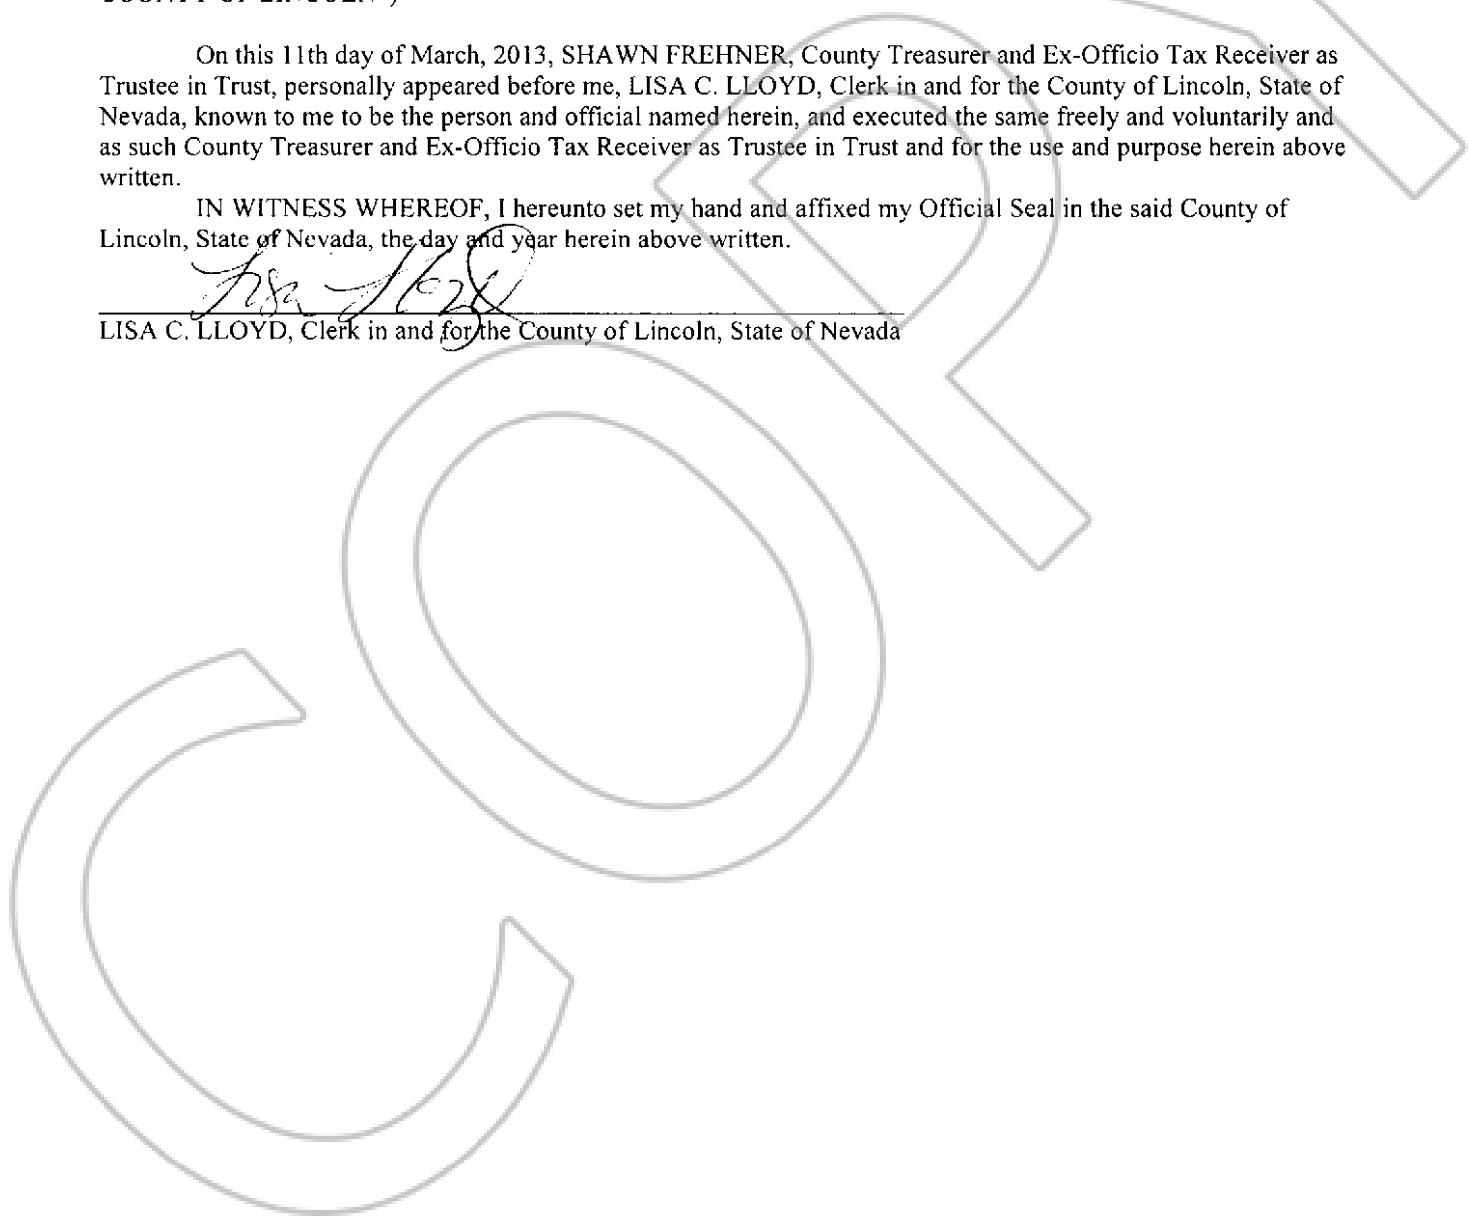 COUNTY OF LINCOLN )
On this 11th day of March, 2013, SHAWN FREHNER, County Treasurer and Ex-Officio Tax Receiver as
Trustee in Trust, personally appeared before me, LISA C. LLOYD, Clerk in and for the County of Lincoln, State of
Nevada, known to me to be the person and official named herein, and executed the same freely and voluntarily and
as such County Treasurer and Ex-Officio Tax Receiver as Trustee in Trust and for the use and purpose herein above
written.
IN WITNESS WHEREOF, I hereunto set my hand and affixed my Official Seal in the said County of
Lincoln, State of Nevada, the day and year herein above written.
Lisa Lloyd
LISA C. LLOYD, Clerk in and for the County of Lincoln, State of Nevada
COPY